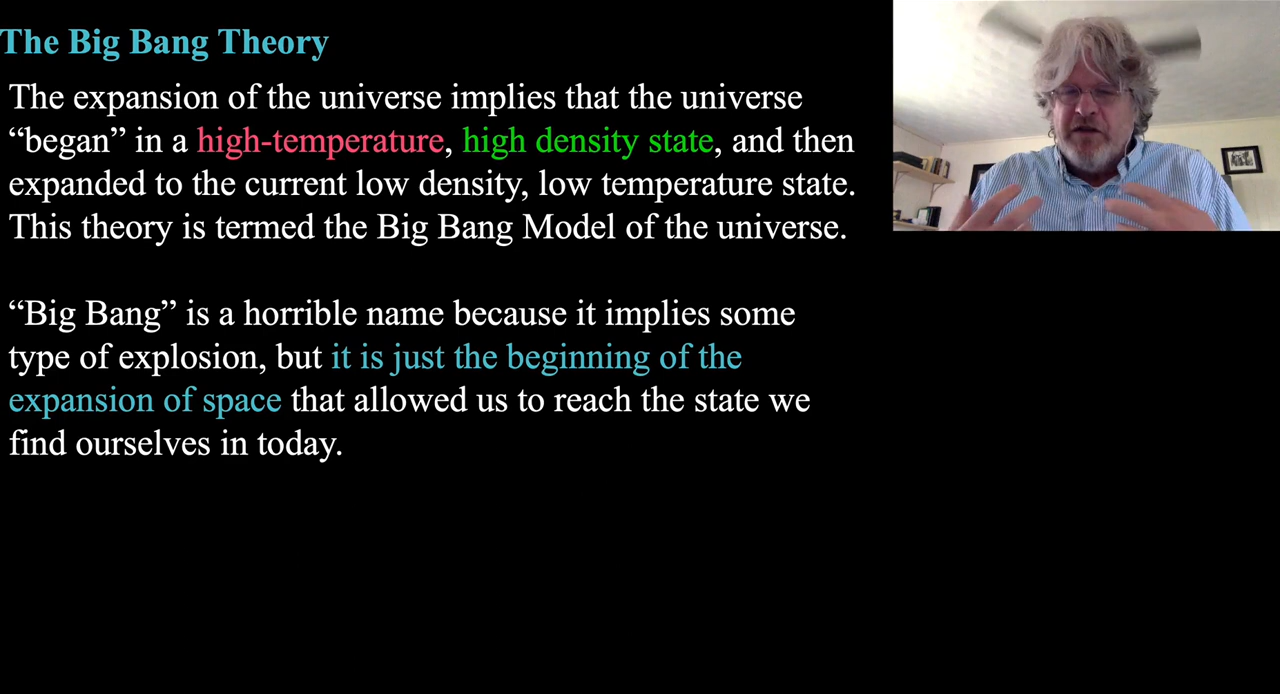 The Big Bang Theory
The expansion of the universe implies that the universe
“began” in a high-temperature, high density state, and then
expanded to the current low density, low temperature state.
This theory is termed the Big Bang Model of the universe.
“Big Bang” is a horrible name because it implies some
type of explosion, but it is just the beginning of the
expansion of space that allowed us to reach the state we
find ourselves in today.